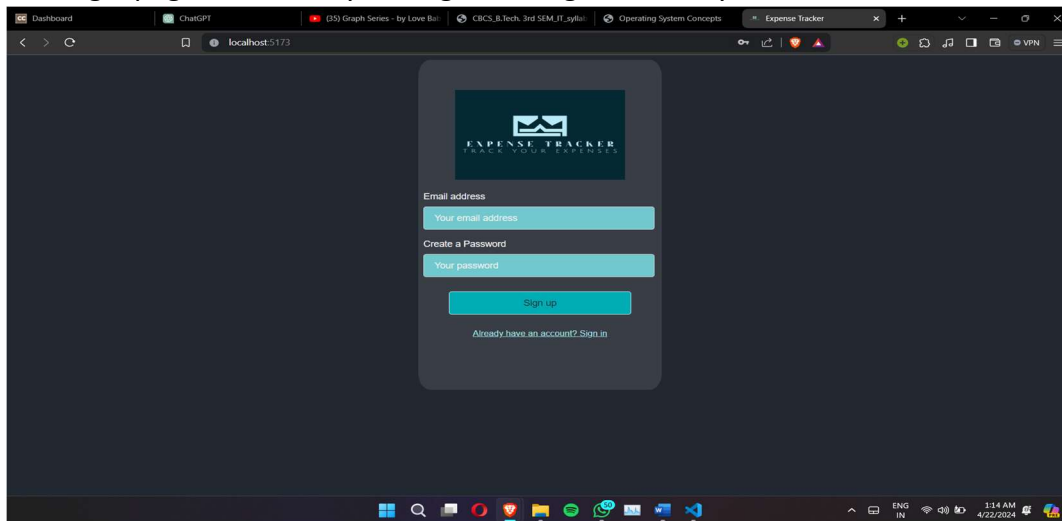 Dashboard
ChatGPT
(35) Graph Series - by Love Bab
CBCS_B.Tech. 3rd SEM_IT_syllab
Operating System Concepts
Expense Tracker
localhost:5173
VPN
EXPENSE TRACKER
TRACK YOUR EXPENSES
Email address
Your email address
Create a Password
Your password
Sign up
Already have an account? Sign in
50
ENG
IN
1:14 AM
4/22/2024